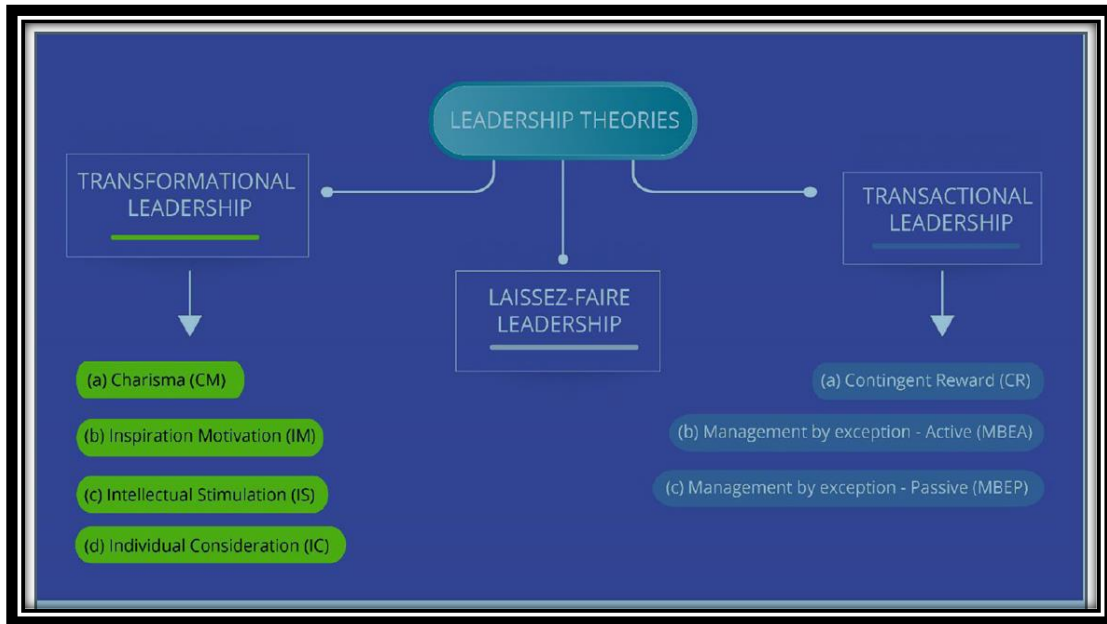 LEADERSHIP THEORIES
TRANSFORMATIONAL
LEADERSHIP
(a) Charisma (CM)
(b) Inspiration Motivation (IM)
(c) Intellectual Stimulation (IS)
(d) Individual Consideration (IC)
LAISSEZ-FAIRE
LEADERSHIP
TRANSACTIONAL
LEADERSHIP
(a) Contingent Reward (CR)
(b) Management by exception - Active (MBEA)
(c) Management by exception - Passive (MBEP)